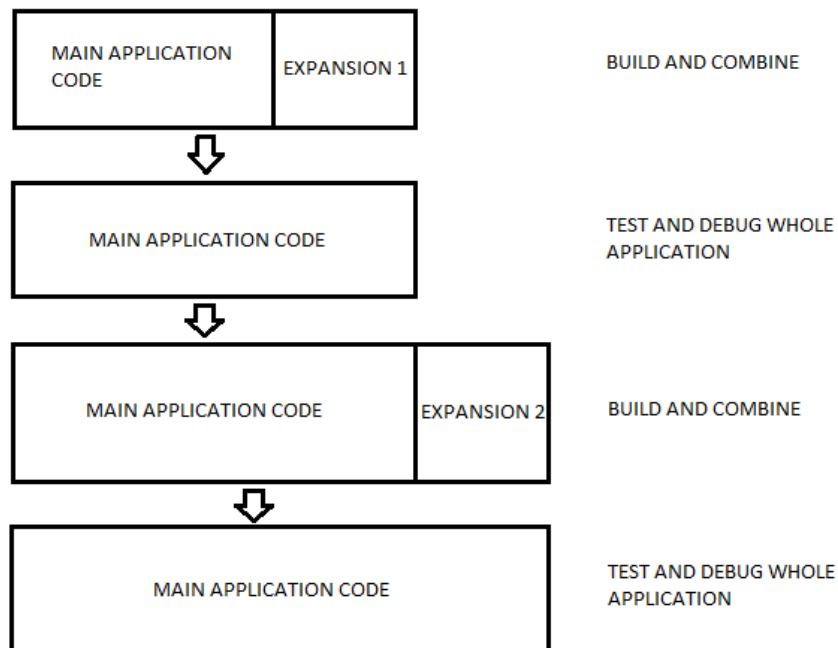 MAIN APPLICATION
CODE
EXPANSION 1
BUILD AND COMBINE
MAIN APPLICATION CODE
TEST AND DEBUG WHOLE
APPLICATION
MAIN APPLICATION CODE
EXPANSION 2
BUILD AND COMBINE
MAIN APPLICATION CODE
TEST AND DEBUG WHOLE
APPLICATION